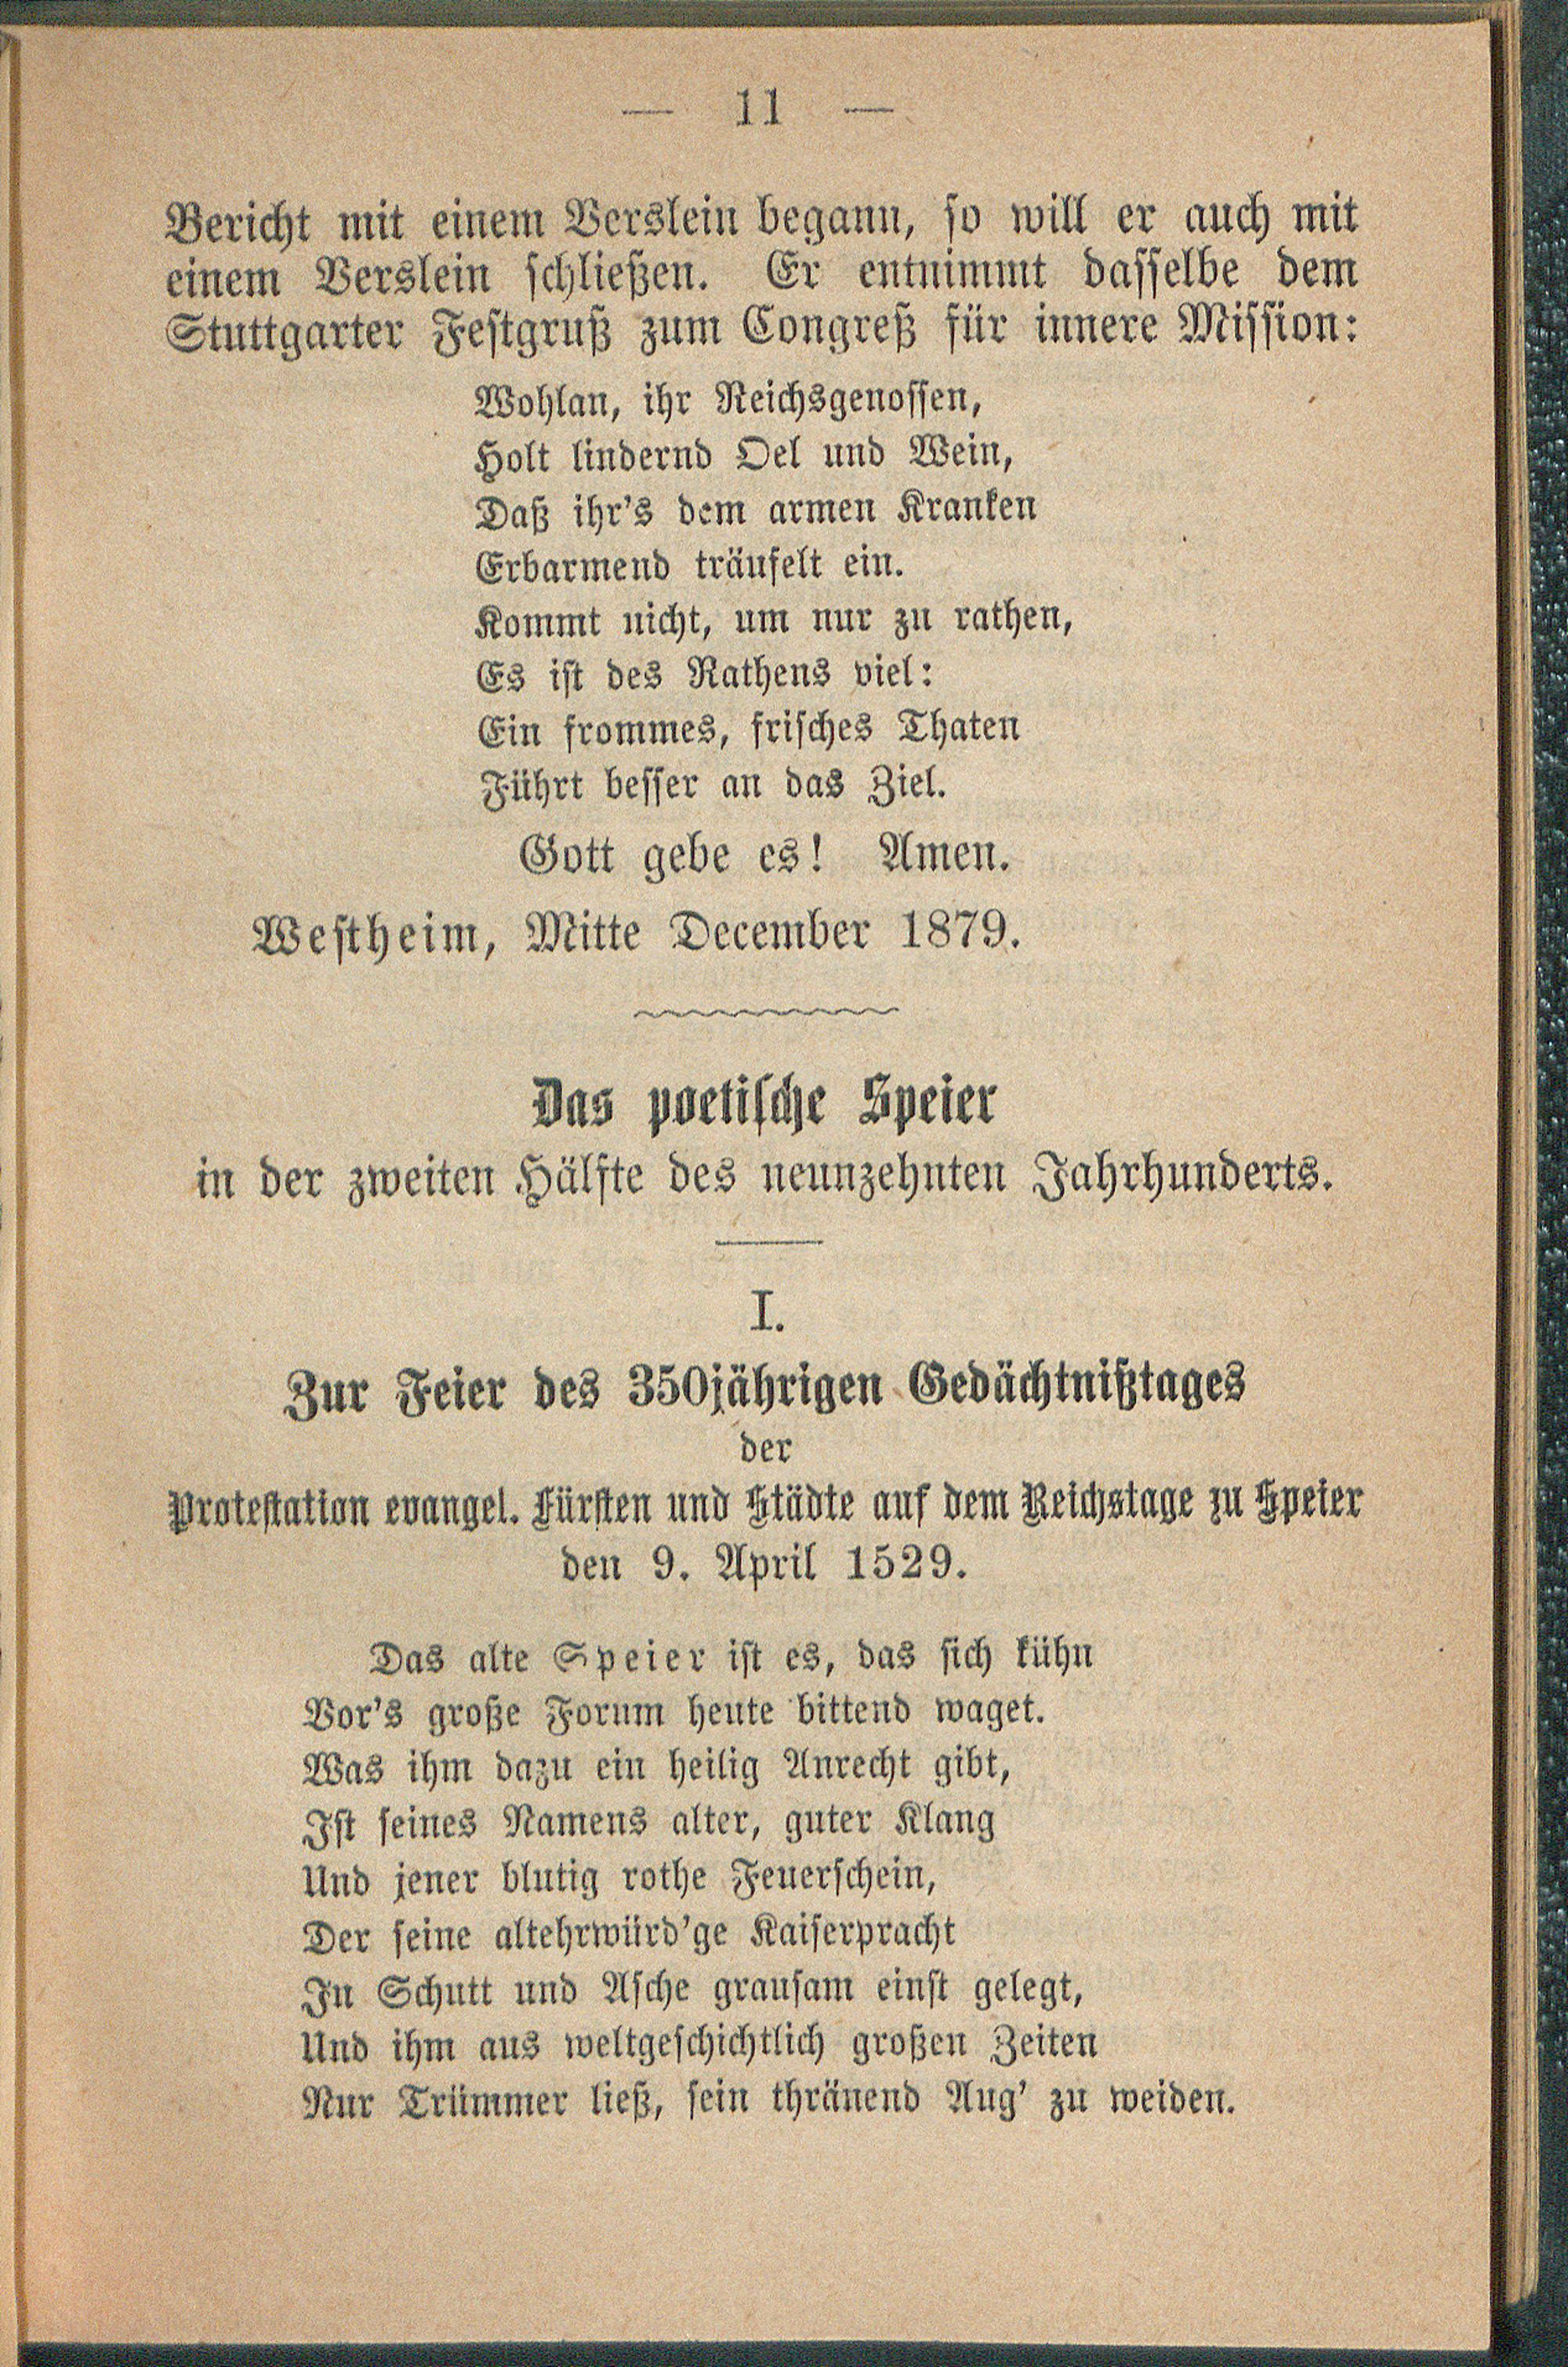 — 11 —
Bericht mit einem Verslein begann, so will er auch mit
einem Verslein schließen. Er entnimmt dasselbe dem
Stuttgarter Festgruß zum Congreß für innere Mission:
Wohlan, ihr Reichsgenossen,
Holt lindernd Oel und Wein,
Daß ihr's dem armen Kranken
Erbarmend träufelt ein.
Kommt nicht, um nur zu rathen,
Es ist des Rathens viel:
Ein frommes, frisches Thaten
Führt besser an das Ziel.
Gott gebe es! Amen.
Westheim, Mitte December 1879.
Das poetische Speier
in der zweiten Hälfte des neunzehnten Jahrhunderts.
I.
Zur Feier des 350jährigen Gedächtnißtages
der
Protestation evangel. Fürsten und Städte auf dem Reichstage zu Speier
den 9. April 1529.
Das alte Speier ist es, das sich kühn
Vor's große Forum heute bittend waget.
Was ihm dazu ein heilig Anrecht gibt,
Ist seines Namens alter, guter Klang
Und jener blutig rothe Feuerschein,
Der seine altehrwürd'ge Kaiserpracht
In Schutt und Asche grausam einst gelegt,
Und ihm aus weltgeschichtlich großen Zeiten
Nur Trümmer ließ, sein thränend Aug' zu weiden.